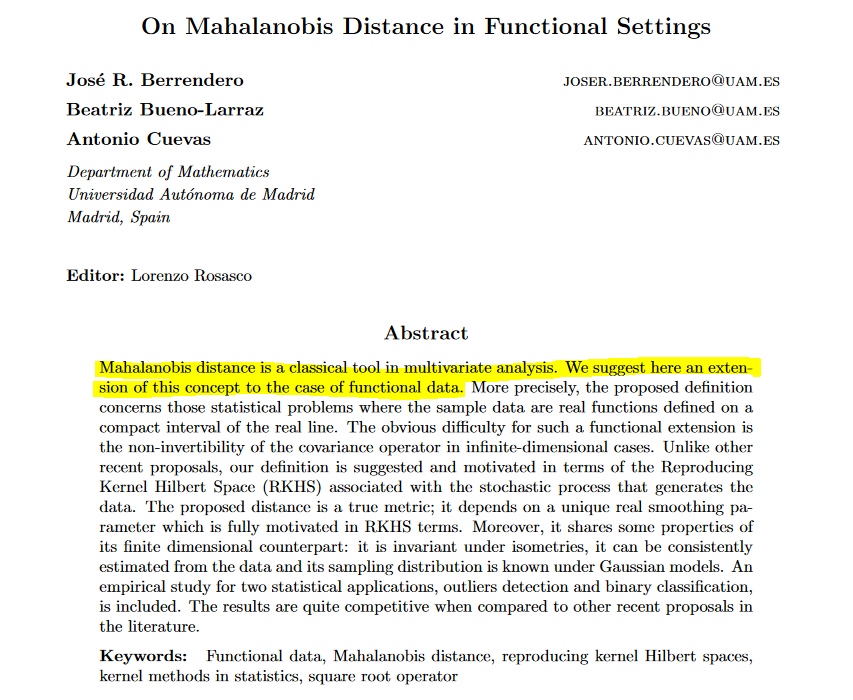 On Mahalanobis Distance in Functional Settings
José R. Berrendero joser.berrendero@uam.es
Beatriz Bueno-Larraz beatriz.bueno@uam.es
Antonio Cuevas antonio.cuevas@uam.es
Department of Mathematics
Universidad Autónoma de Madrid
Madrid, Spain
Editor: Lorenzo Rosasco
Abstract
Mahalanobis distance is a classical tool in multivariate analysis. We suggest here an exten-
sion of this concept to the case of functional data. More precisely, the proposed definition
concerns those statistical problems where the sample data are real functions defined on a
compact interval of the real line. The obvious difficulty for such a functional extension is
the non-invertibility of the covariance operator in infinite-dimensional cases. Unlike other
recent proposals, our definition is suggested and motivated in terms of the Reproducing
Kernel Hilbert Space (RKHS) associated with the stochastic process that generates the
data. The proposed distance is a true metric; it depends on a unique real smoothing pa-
rameter which is fully motivated in RKHS terms. Moreover, it shares some properties of
its finite dimensional counterpart: it is invariant under isometries, it can be consistently
estimated from the data and its sampling distribution is known under Gaussian models. An
empirical study for two statistical applications, outliers detection and binary classification,
is included. The results are quite competitive when compared to other recent proposals in
the literature.
Keywords: Functional data, Mahalanobis distance, reproducing kernel Hilbert spaces,
kernel methods in statistics, square root operator